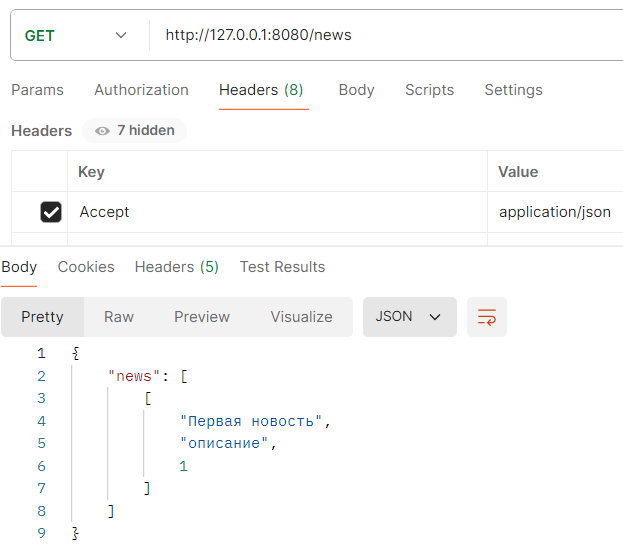 GET http://127.0.0.1:8080/news
Params Authorization Headers (8) Body Scripts Settings
Headers 7 hidden
Key Value
Accept application/json
Body Cookies Headers (5) Test Results
Pretty Raw Preview Visualize JSON
1 {
2 "news": [
3 [
4 "Первая новость",
5 "описание",
6 1
7 ]
8 ]
9 }